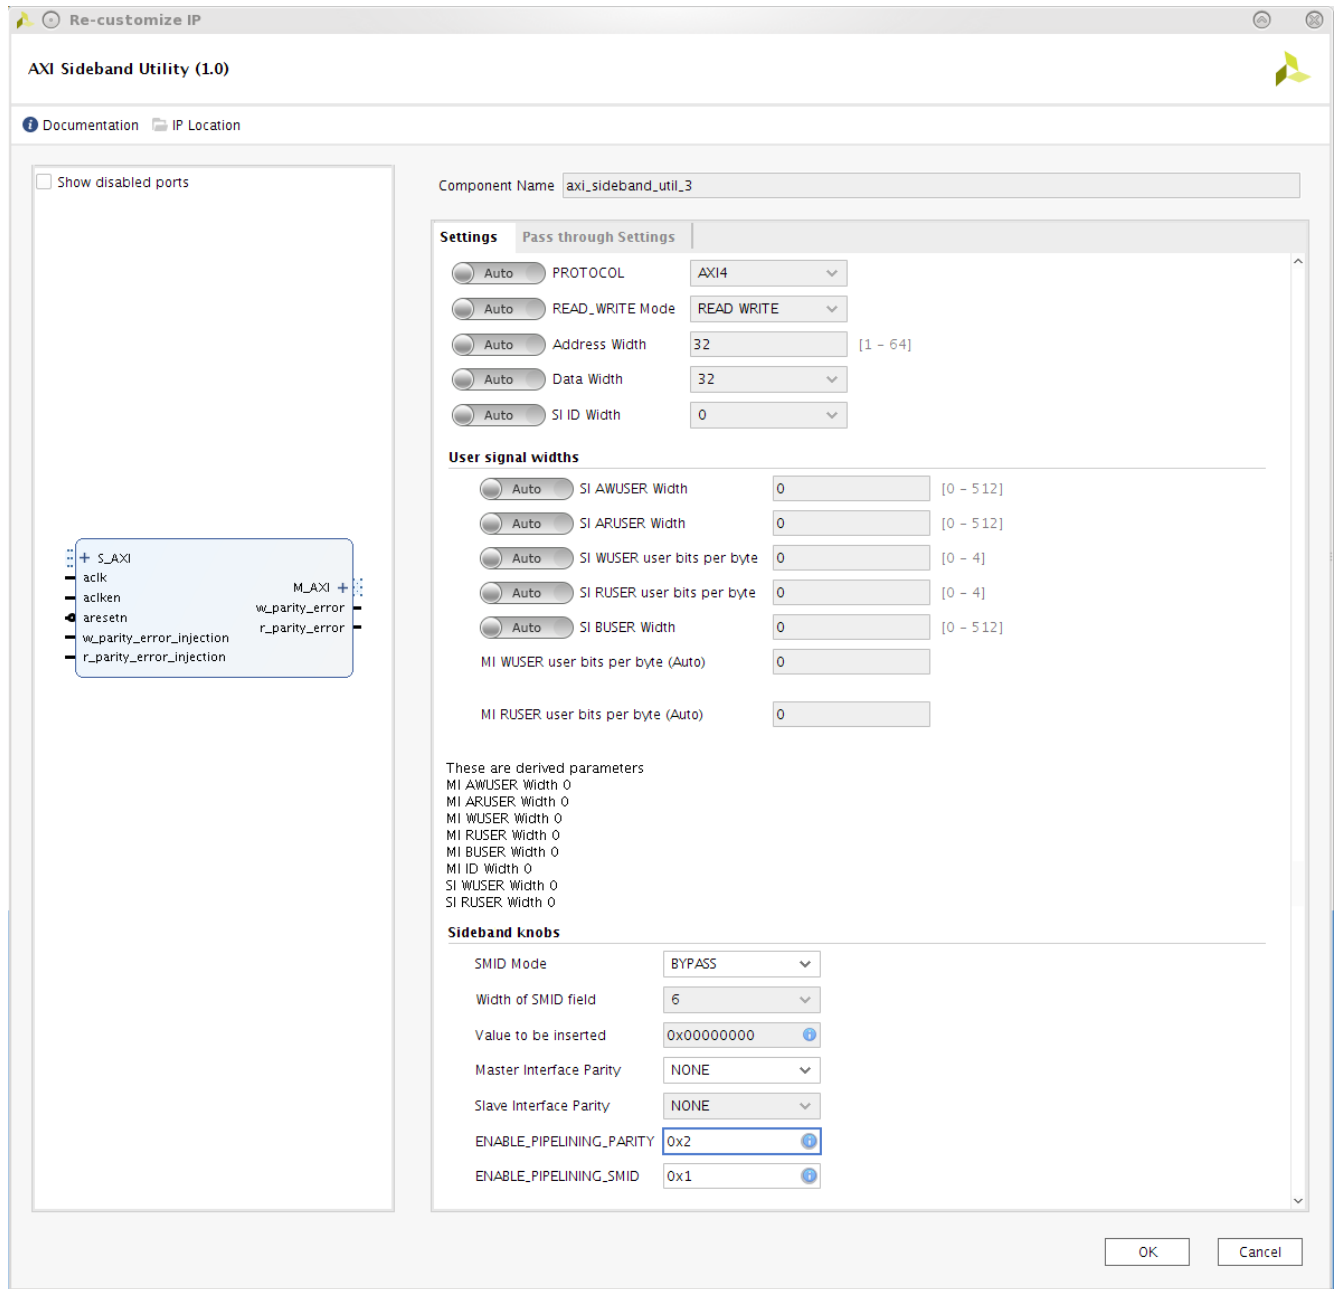 Re-customize IP
AXI Sideband Utility (1.0)
Documentation IP Location
Show disabled ports
S_AXI
aclk
aclken
aresetn
w_parity_error_injection
r_parity_error_injection
M_AXI
w_parity_error
r_parity_error
Component Name axi_sideband_util_3
Settings Pass through Settings
Auto PROTOCOL AXI4
Auto READ_WRITE Mode READ WRITE
Auto Address Width 32 [1 - 64]
Auto Data Width 32
Auto SI ID Width 0
User signal widths
Auto SI AWUSER Width 0 [0 - 512]
Auto SI ARUSER Width 0 [0 - 512]
Auto SI WUSER user bits per byte 0 [0 - 4]
Auto SI RUSER user bits per byte 0 [0 - 4]
Auto SI BUSER Width 0 [0 - 512]
MI WUSER user bits per byte (Auto) 0
MI RUSER user bits per byte (Auto) 0
These are derived parameters
MI AWUSER Width 0
MI ARUSER Width 0
MI WUSER Width 0
MI RUSER Width 0
MI BUSER Width 0
MI ID Width 0
SI WUSER Width 0
SI RUSER Width 0
Sideband knobs
SMID Mode BYPASS
Width of SMID field 6
Value to be inserted 0x00000000
Master Interface Parity NONE
Slave Interface Parity NONE
ENABLE_PIPELINING_PARITY 0x2
ENABLE_PIPELINING_SMID 0x1
OK Cancel